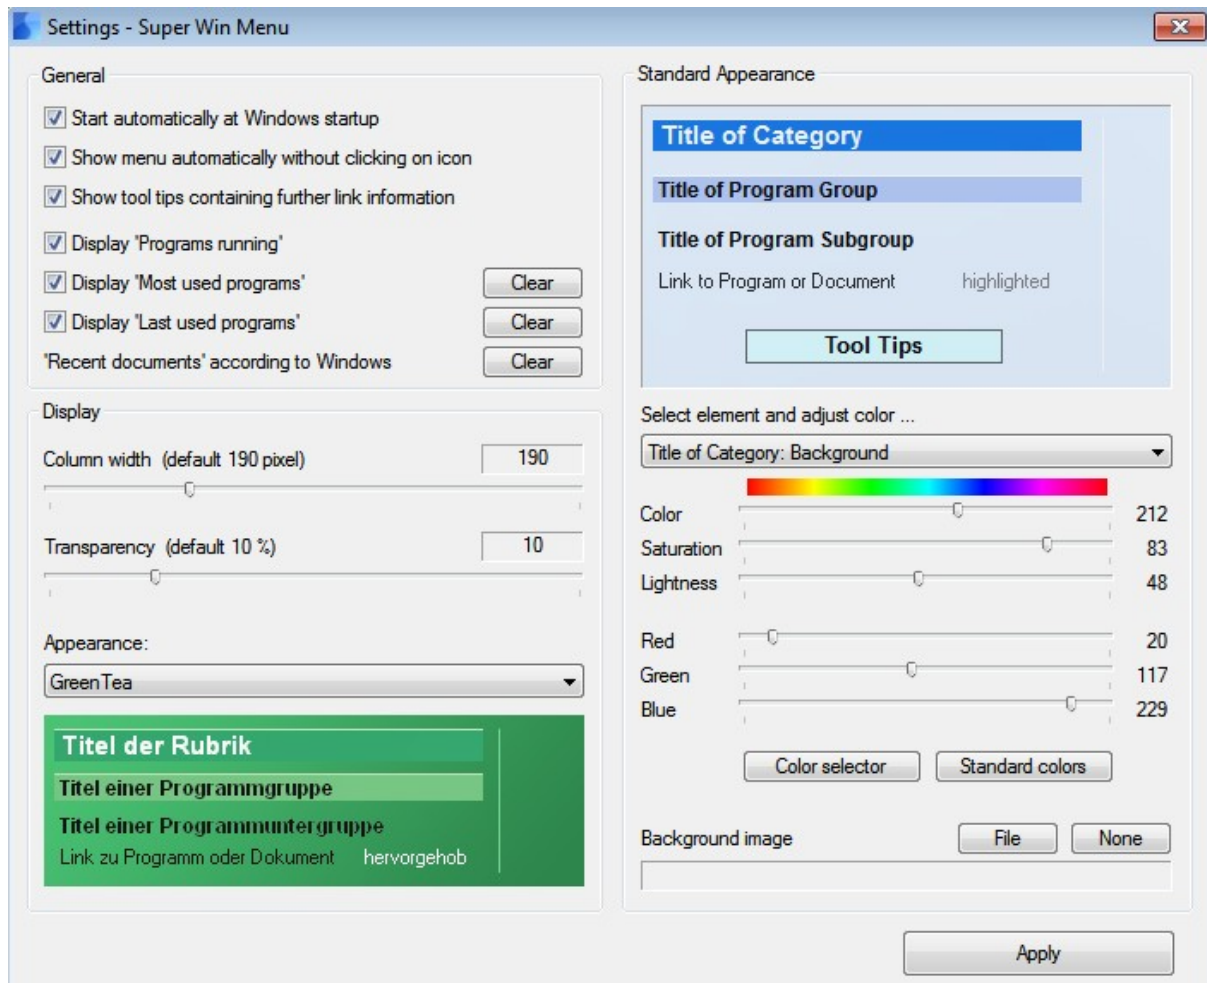 Settings - Super Win Menu
General
Start automatically at Windows startup
Show menu automatically without clicking on icon
Show tool tips containing further link information
Display 'Programs running'
Display 'Most used programs' Clear
Display 'Last used programs' Clear
'Recent documents' according to Windows Clear
Display
Column width (default 190 pixel) 190
Transparency (default 10 %) 10
Appearance:
GreenTea
Titel der Rubrik
Titel einer Programmgruppe
Titel einer Programmuntergruppe
Link zu Programm oder Dokument hervorgehob
Standard Appearance
Title of Category
Title of Program Group
Title of Program Subgroup
Link to Program or Document highlighted
Tool Tips
Select element and adjust color ...
Title of Category: Background
Color 212
Saturation 83
Lightness 48
Red 20
Green 117
Blue 229
Color selector Standard colors
Background image File None
Apply